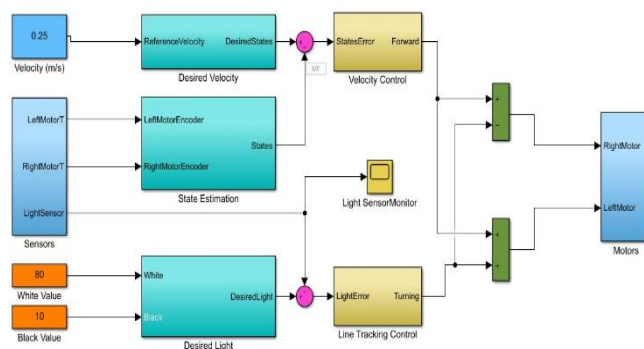 0.25
Velocity (m/s)
ReferenceVelocity
DesiredStates
Desired Velocity
StatesError
Forward
Velocity Control
LeftMotorT
RightMotorT
LightSensor
Sensors
LeftMotorEncoder
RightMotorEncoder
States
State Estimation
Light SensorMonitor
RightMotor
LeftMotor
Motors
80
White Value
10
Black Value
White
Black
DesiredLight
Desired Light
LightError
Turning
Line Tracking Control